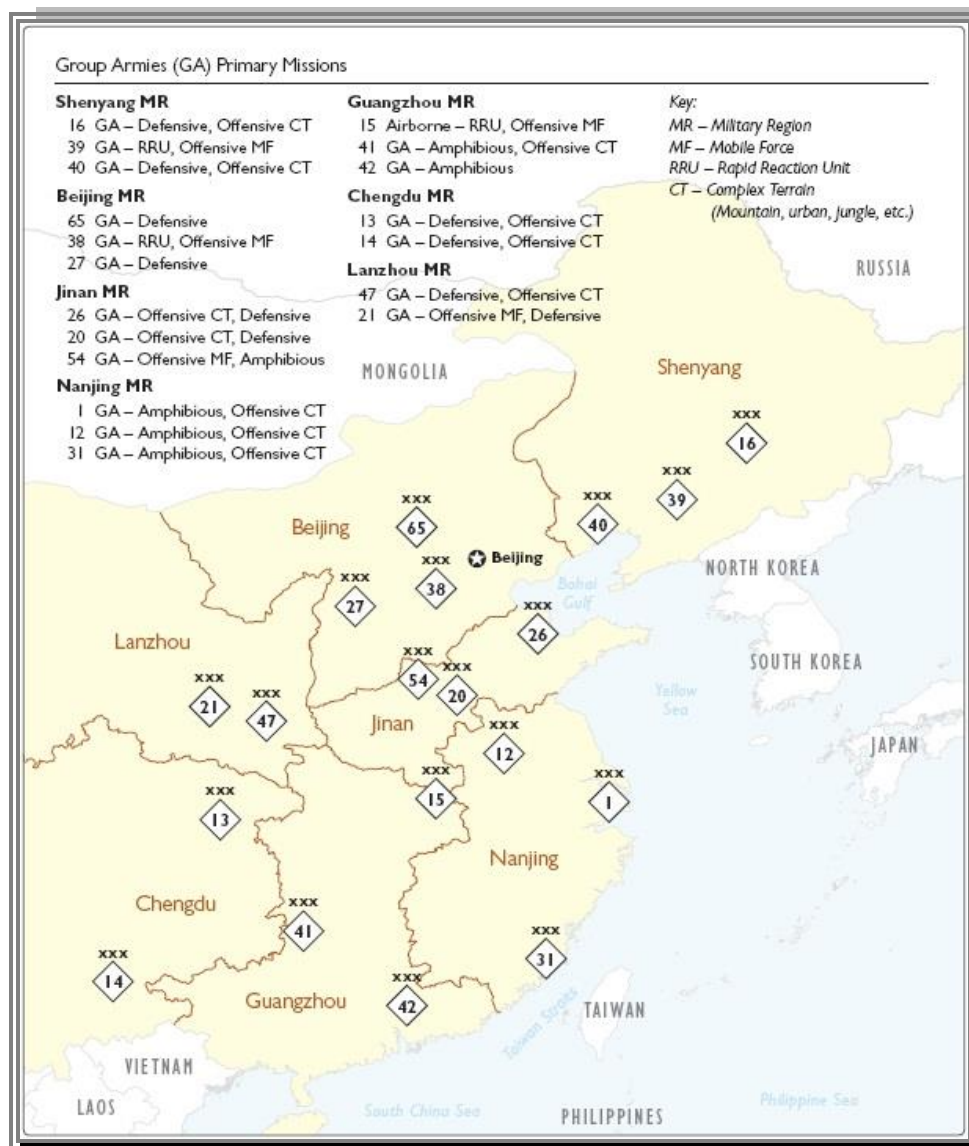 Group Armies (GA) Primary Missions
Shenyang MR
16 GA – Defensive, Offensive CT
39 GA – RRU, Offensive MF
40 GA – Defensive, Offensive CT
Beijing MR
65 GA – Defensive
38 GA – RRU, Offensive MF
27 GA – Defensive
Jinan MR
26 GA – Offensive CT, Defensive
20 GA – Offensive CT, Defensive
54 GA – Offensive MF, Amphibious
Nanjing MR
1 GA – Amphibious, Offensive CT
12 GA – Amphibious, Offensive CT
31 GA – Amphibious, Offensive CT
Guangzhou MR
15 Airborne – RRU, Offensive MF
41 GA – Amphibious, Offensive CT
42 GA – Amphibious
Chengdu MR
13 GA – Defensive, Offensive CT
14 GA – Defensive, Offensive CT
Lanzhou MR
47 GA – Defensive, Offensive CT
21 GA – Offensive MF, Defensive
Key:
MR – Military Region
MF – Mobile Force
RRU – Rapid Reaction Unit
CT – Complex Terrain
(Mountain, urban, jungle, etc.)
RUSSIA
MONGOLIA
Shenyang
xxx
16
xxx
39
xxx
40
xxx
65
Beijing
Beijing
xxx
38
xxx
27
NORTH KOREA
Bohai
Gulf
xxx
26
Lanzhou
SOUTH KOREA
xxx
54
xxx
20
xxx
21
xxx
47
Yellow
Sea
Jinan
xxx
12
JAPAN
xxx
15
xxx
1
xxx
13
Nanjing
Chengdu
xxx
41
xxx
31
xxx
14
Guangzhou
xxx
42
TAIWAN
Taiwan Straits
VIETNAM
LAOS
South China Sea
PHILIPPINES
Philippine Sea